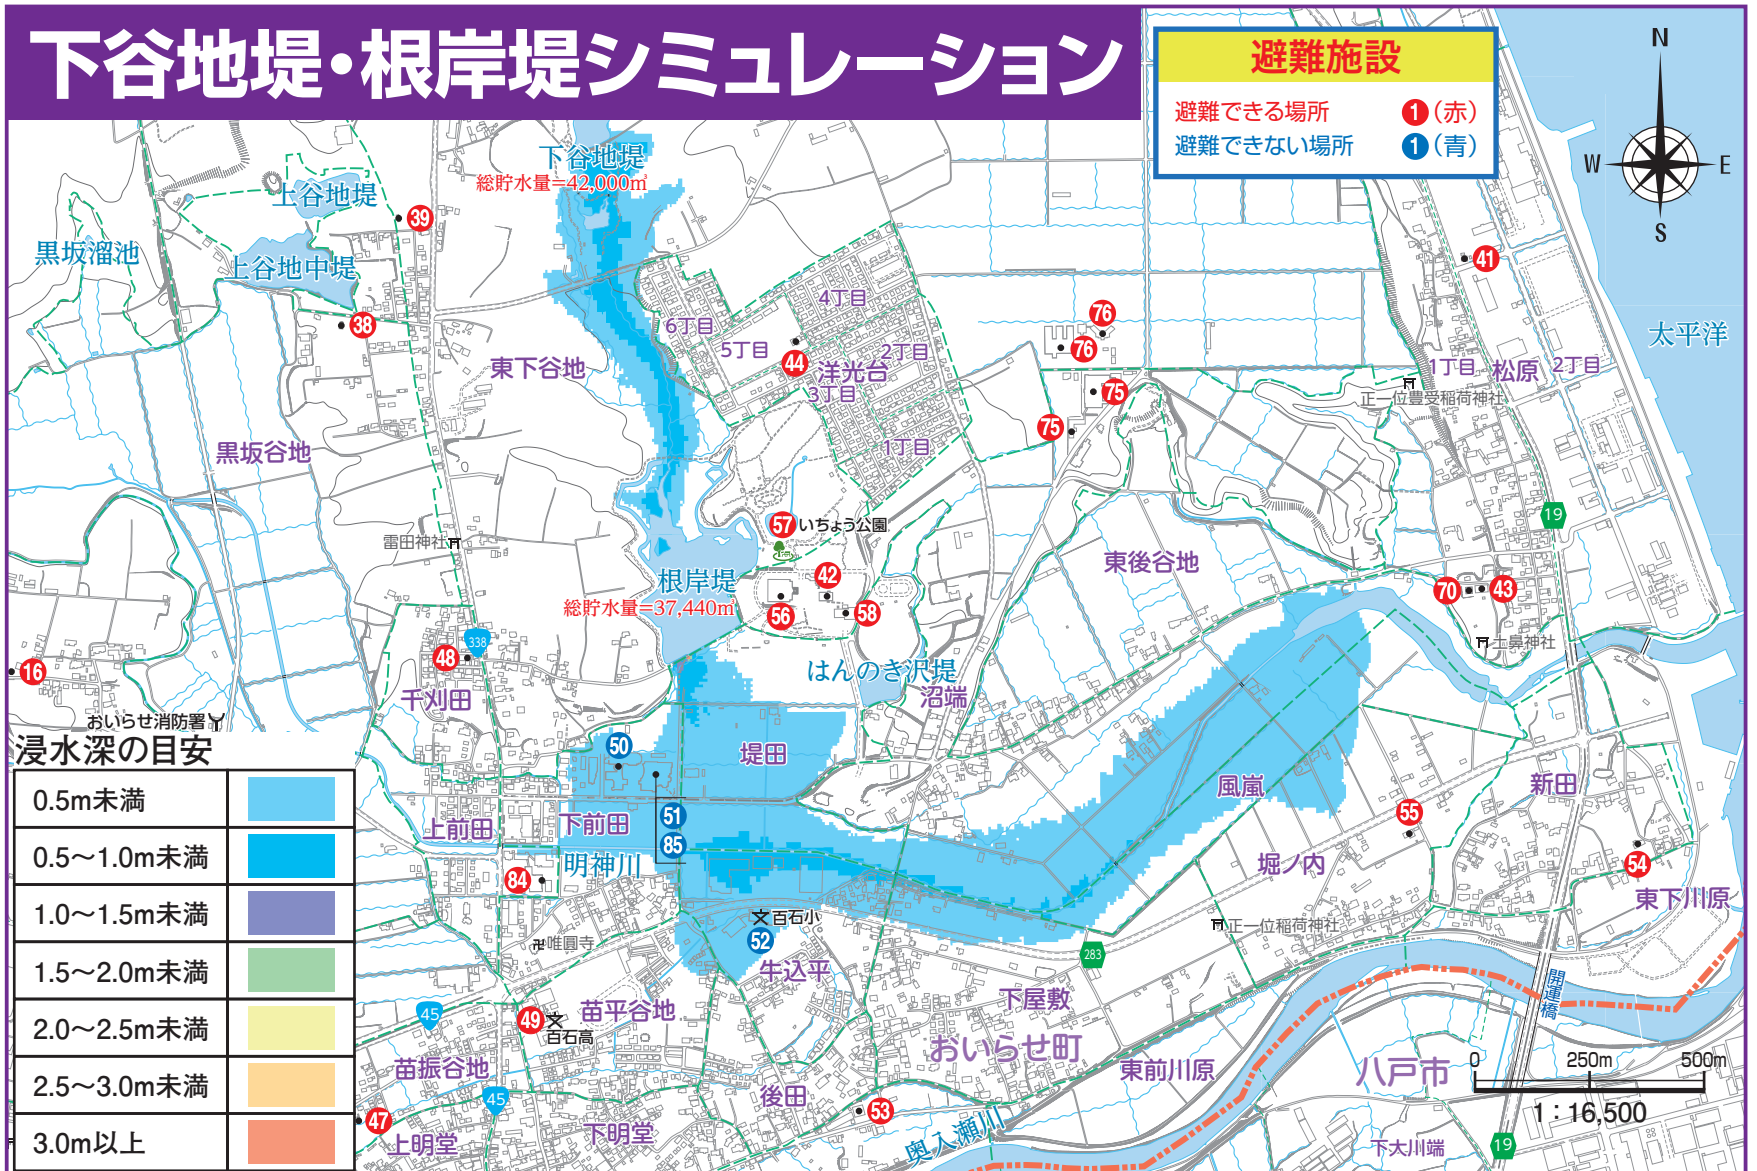 下谷地堤・根岸堤シミュレーション
避難施設
避難できる場所 1（赤）
避難できない場所 1（青）
N
W E
S
下谷地堤
総貯水量=42,000㎥
上谷地堤
39
黒坂溜池
上谷地中堤
38
41
太平洋
4丁目
6丁目
5丁目
2丁目
44
洋光台
3丁目
1丁目
76
76
75
75
1丁目
松原
2丁目
正一位豊受稲荷神社
東下谷地
黒坂谷地
19
雷田神社
57
いちょう公園
42
56
58
根岸堤
総貯水量=37,440㎥
東後谷地
70
43
土鼻神社
338
48
16
千刈田
はんのき沢堤
沼端
おいらせ消防署
50
堤田
風嵐
新田
上前田
下前田
51
85
明神川
84
55
54
堀ノ内
東下川原
百石小
52
正一位稲荷神社
唯圓寺
牛込平
283
開運橋
45
49
百石高
苗平谷地
下屋敷
おいらせ町
苗振谷地
東前川原
八戸市
45
後田
53
47
上明堂
下明堂
奥入瀬川
下大川端
19
0 250m 500m
1：16,500
浸水深の目安
0.5m未満
0.5～1.0m未満
1.0～1.5m未満
1.5～2.0m未満
2.0～2.5m未満
2.5～3.0m未満
3.0m以上